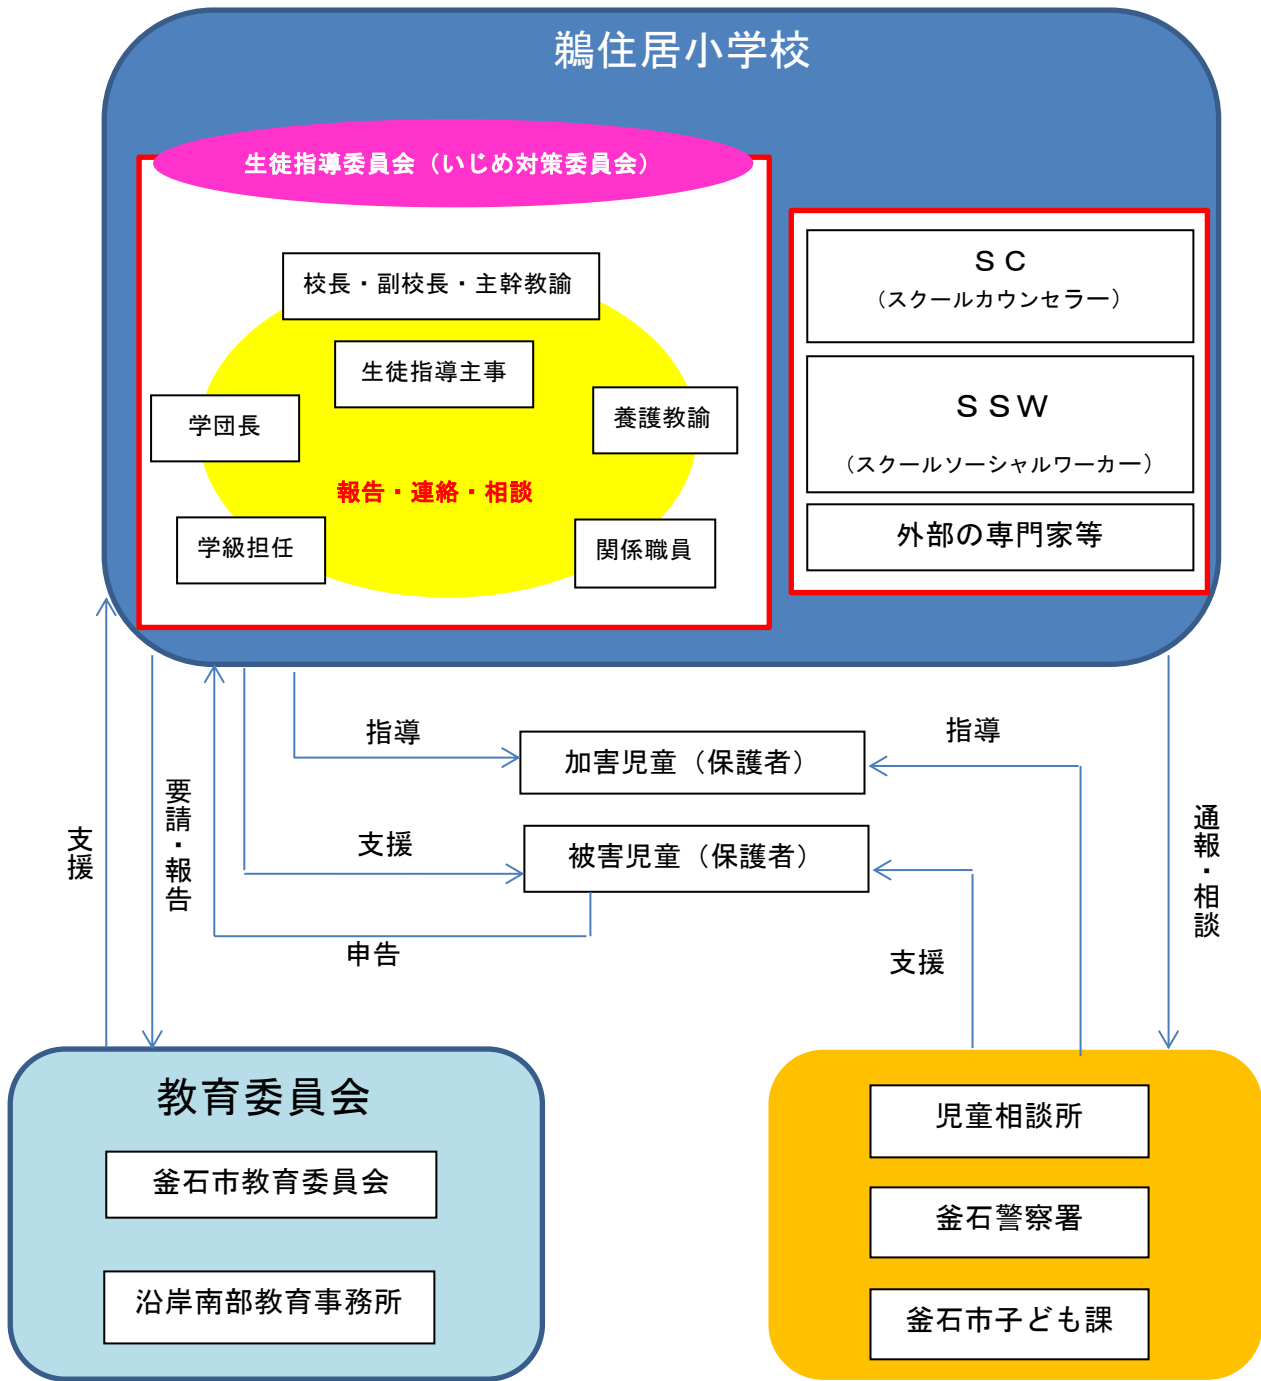 鵜住居小学校
生徒指導委員会（いじめ対策委員会）
校長・副校長・主幹教諭
生徒指導主事
学団長
養護教諭
報告・連絡・相談
学級担任
関係職員
ＳＣ
（スクールカウンセラー）
ＳＳＷ
（スクールソーシャルワーカー）
外部の専門家等
指導
加害児童（保護者）
指導
支援
被害児童（保護者）
申告
支援
支援
要請・報告
通報・相談
教育委員会
釜石市教育委員会
沿岸南部教育事務所
児童相談所
釜石警察署
釜石市子ども課